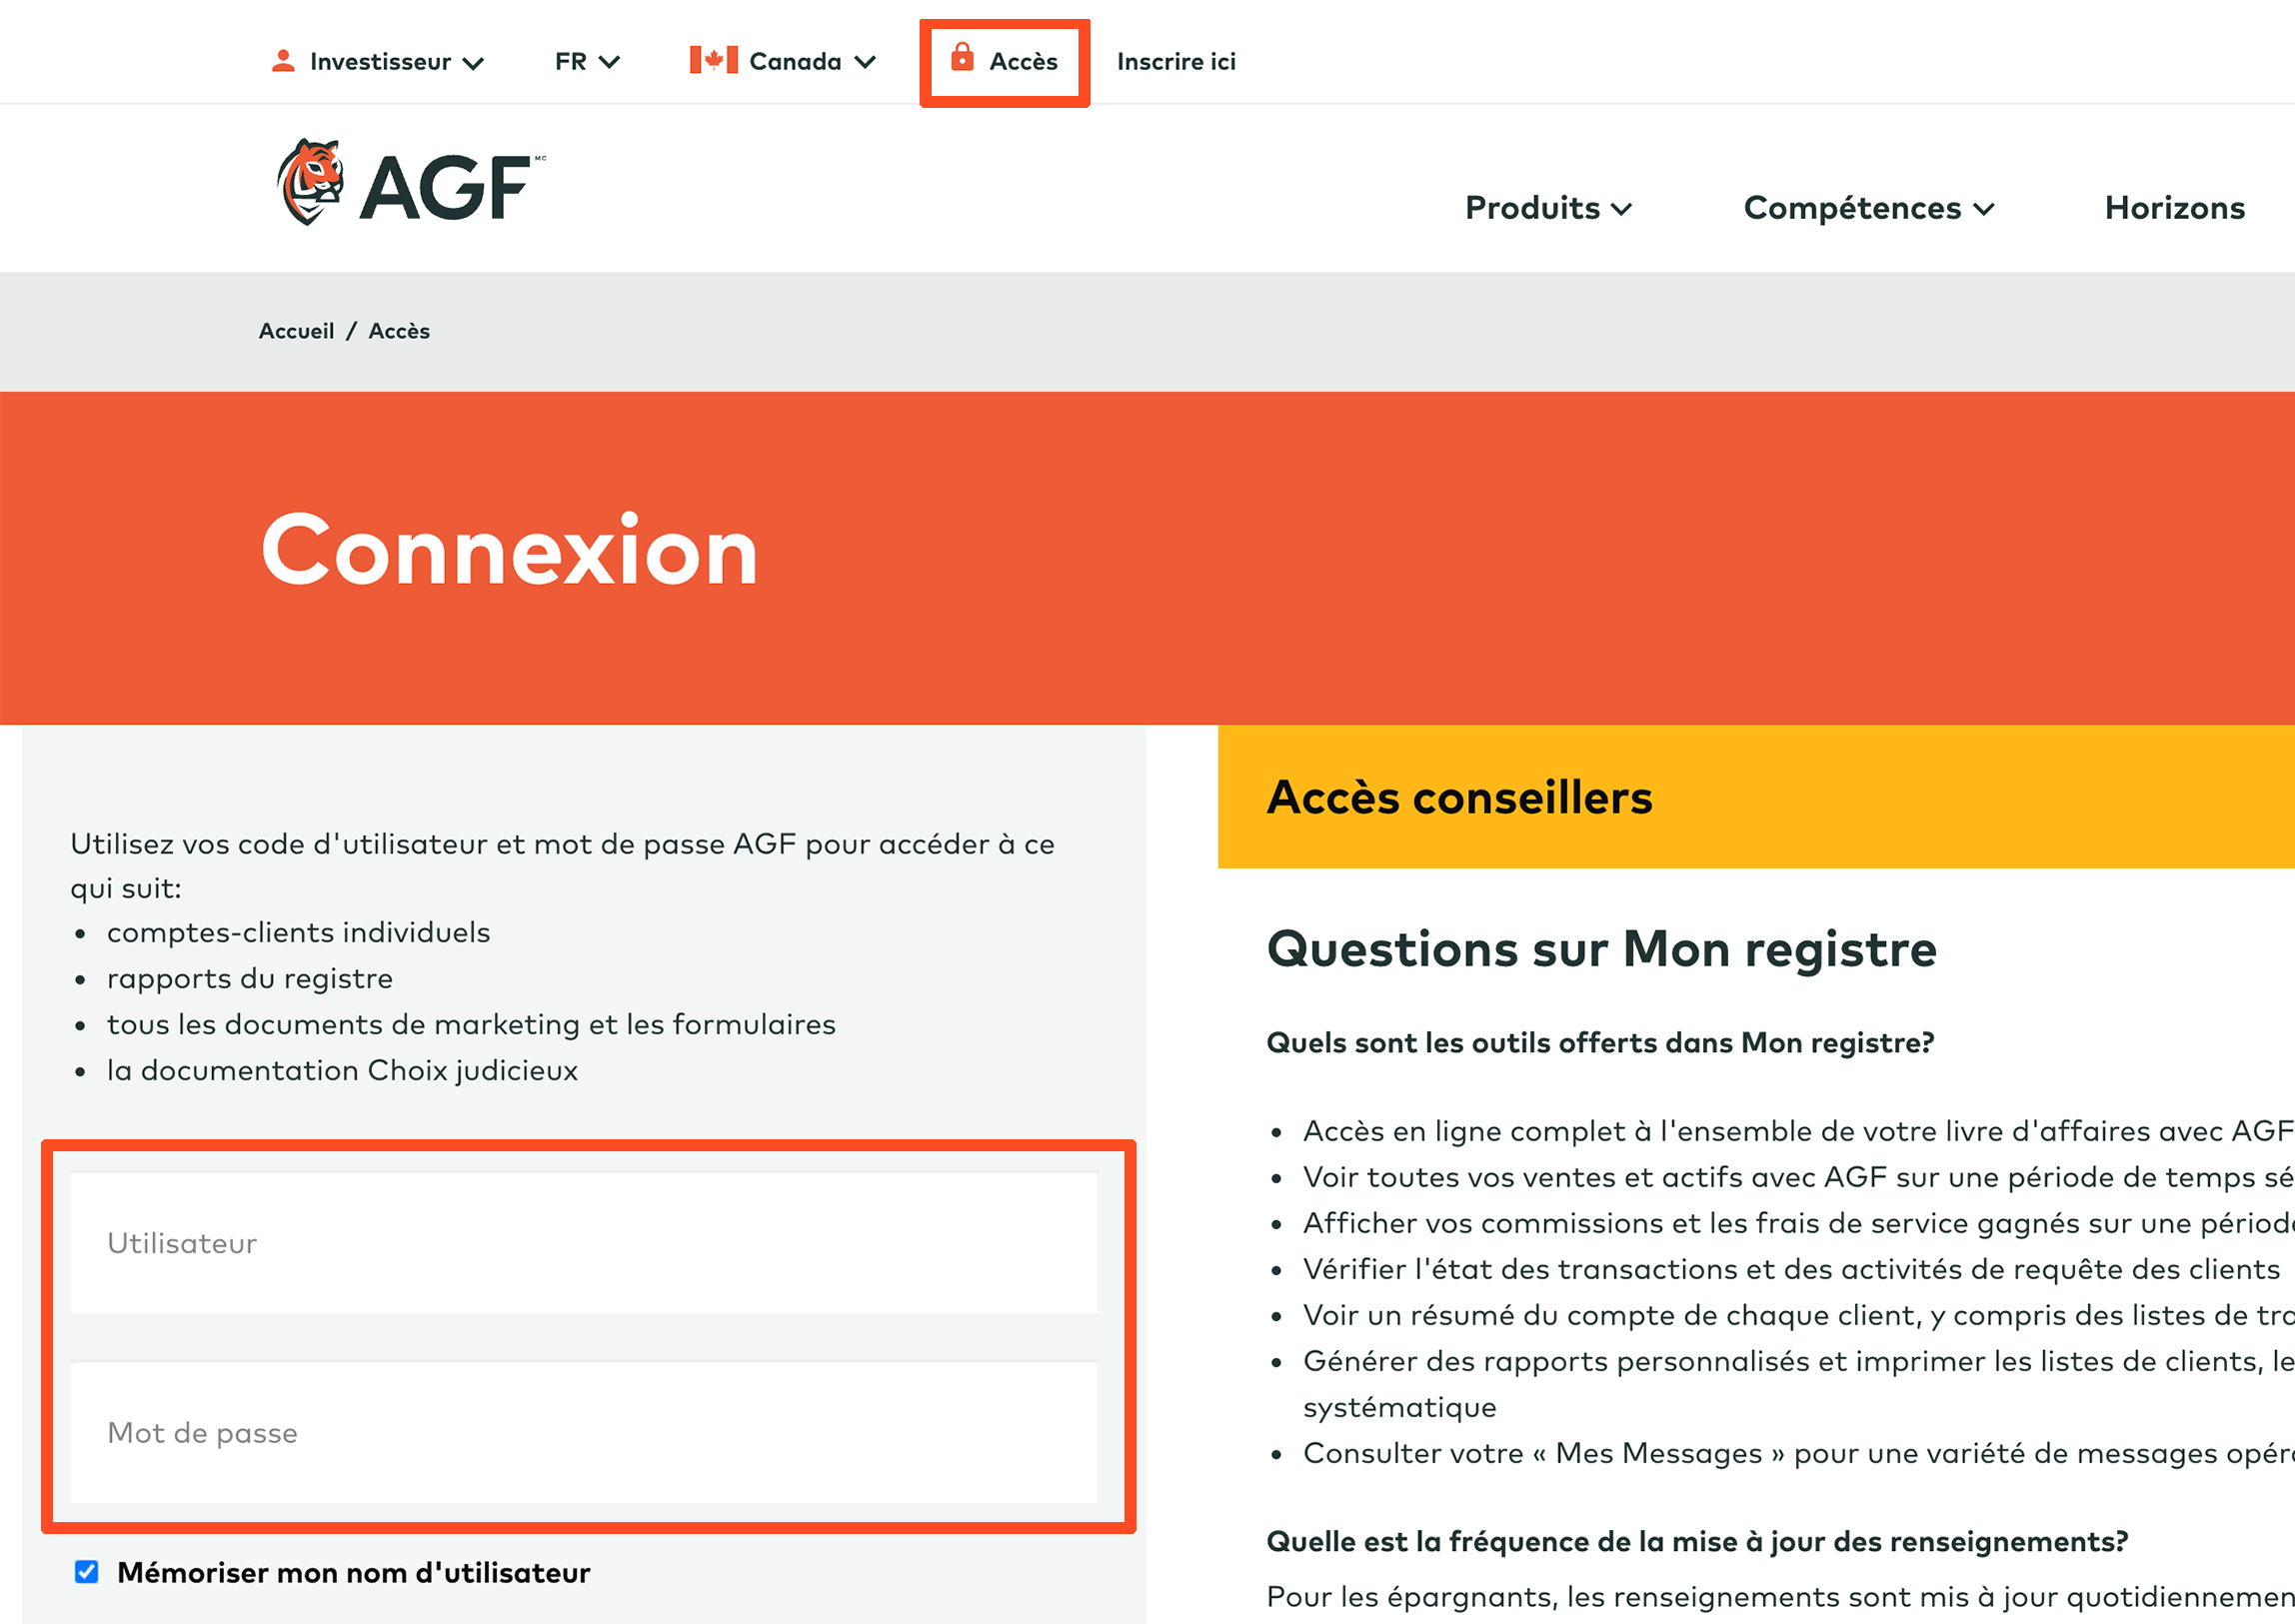 Investisseur FR Canada Accès Inscrire ici
AGF MC
Produits Compétences Horizons
Accueil / Accès
Connexion
Utilisez vos code d'utilisateur et mot de passe AGF pour accéder à ce
qui suit:
• comptes-clients individuels
• rapports du registre
• tous les documents de marketing et les formulaires
• la documentation Choix judicieux
Utilisateur
Mot de passe
Mémoriser mon nom d'utilisateur
Accès conseillers
Questions sur Mon registre
Quels sont les outils offerts dans Mon registre?
• Accès en ligne complet à l'ensemble de votre livre d'affaires avec AGF
• Voir toutes vos ventes et actifs avec AGF sur une période de temps
• Afficher vos commissions et les frais de service gagnés sur une
• Vérifier l'état des transactions et des activités de requête des clients
• Voir un résumé du compte de chaque client, y compris des listes de
• Générer des rapports personnalisés et imprimer les listes de clients,
systématique
• Consulter votre « Mes Messages » pour une variété de messages
Quelle est la fréquence de la mise à jour des renseignements?
Pour les épargnants, les renseignements sont mis à jour